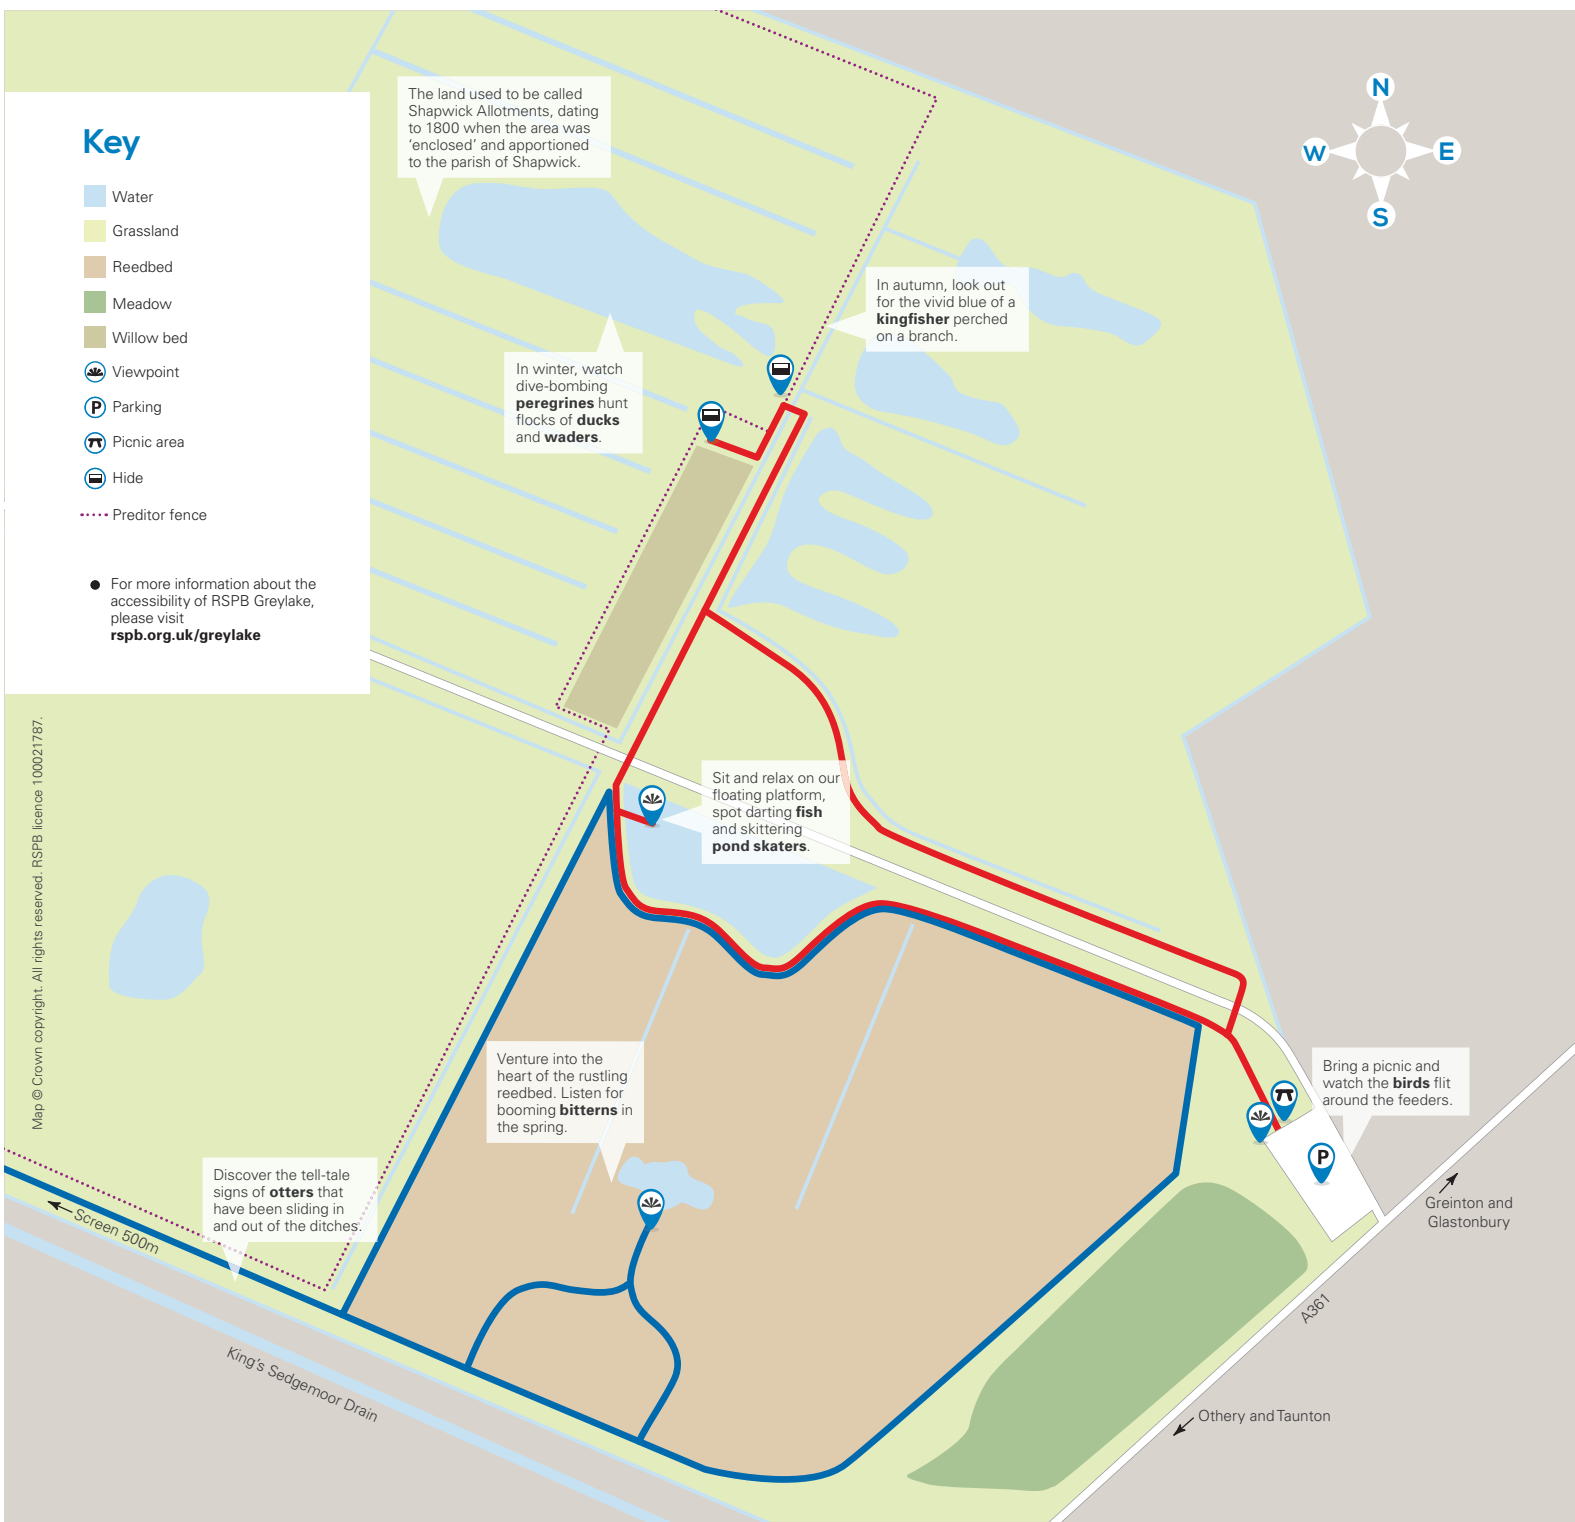 The land used to be called
Shapwick Allotments, dating
to 1800 when the area was
‘enclosed’ and apportioned
to the parish of Shapwick.
N
W
E
S
Key
Water
Grassland
Reedbed
Meadow
Willow bed
Viewpoint
P
Parking
Picnic area
Hide
Preditor fence
For more information about the
accessibility of RSPB Greylake,
please visit
rspb.org.uk/greylake
In autumn, look out
for the vivid blue of a
kingfisher perched
on a branch.
In winter, watch
dive-bombing
peregrines hunt
flocks of ducks
and waders.
Sit and relax on our
floating platform,
spot darting fish
and skittering
pond skaters.
Map © Crown copyright. All rights reserved. RSPB licence 100021787.
Venture into the
heart of the rustling
reedbed. Listen for
booming bitterns in
the spring.
Bring a picnic and
watch the birds flit
around the feeders.
P
Discover the tell-tale
signs of otters that
have been sliding in
and out of the ditches.
Screen 500m
Greinton and
Glastonbury
A361
King's Sedgemoor Drain
Othery and Taunton